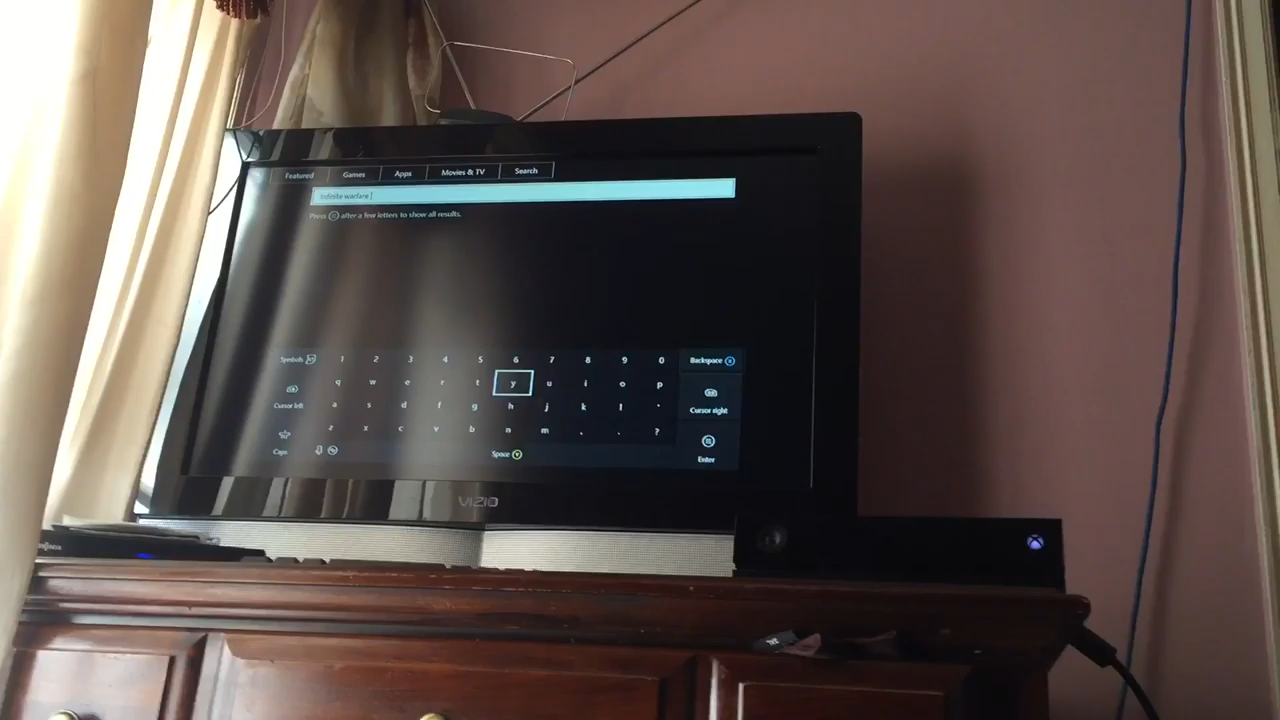 Featured Games Apps Movies & TV Search
Infinite warfare
Press after a few letters to show all results.
Symbols 1 2 3 4 5 6 7 8 9 0 Backspace
q w e r t y u i o p
Cursor left a s d f g h j k l ' Cursor right
z x c v b n m , . ?
Caps Space Enter
VIZIO